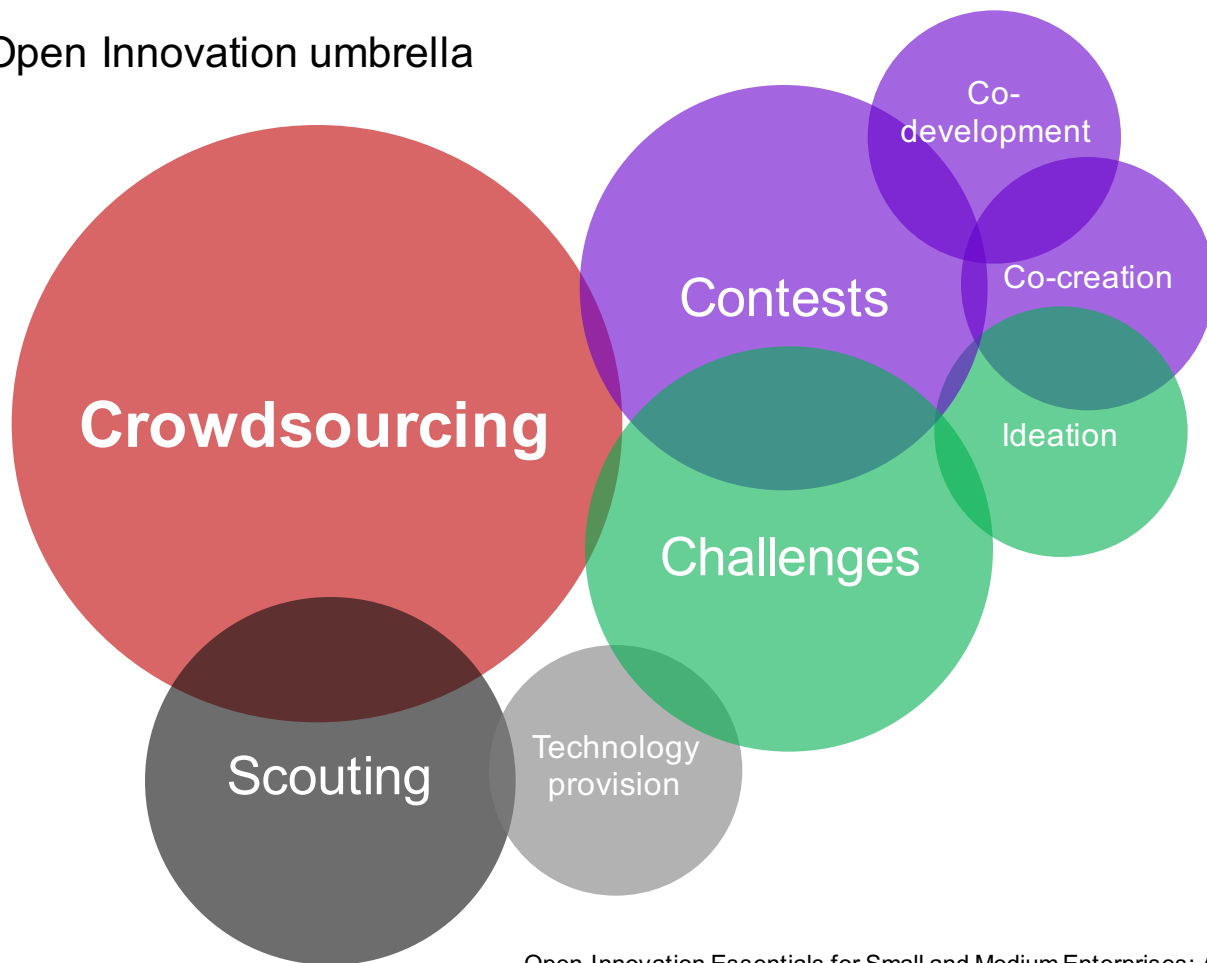 Open Innovation umbrella
Co-
development
Co-creation
Contests
Crowdsourcing
Ideation
Challenges
Technology
provision
Scouting
Open Innovation Essentials for Small and Medium Enterprises: